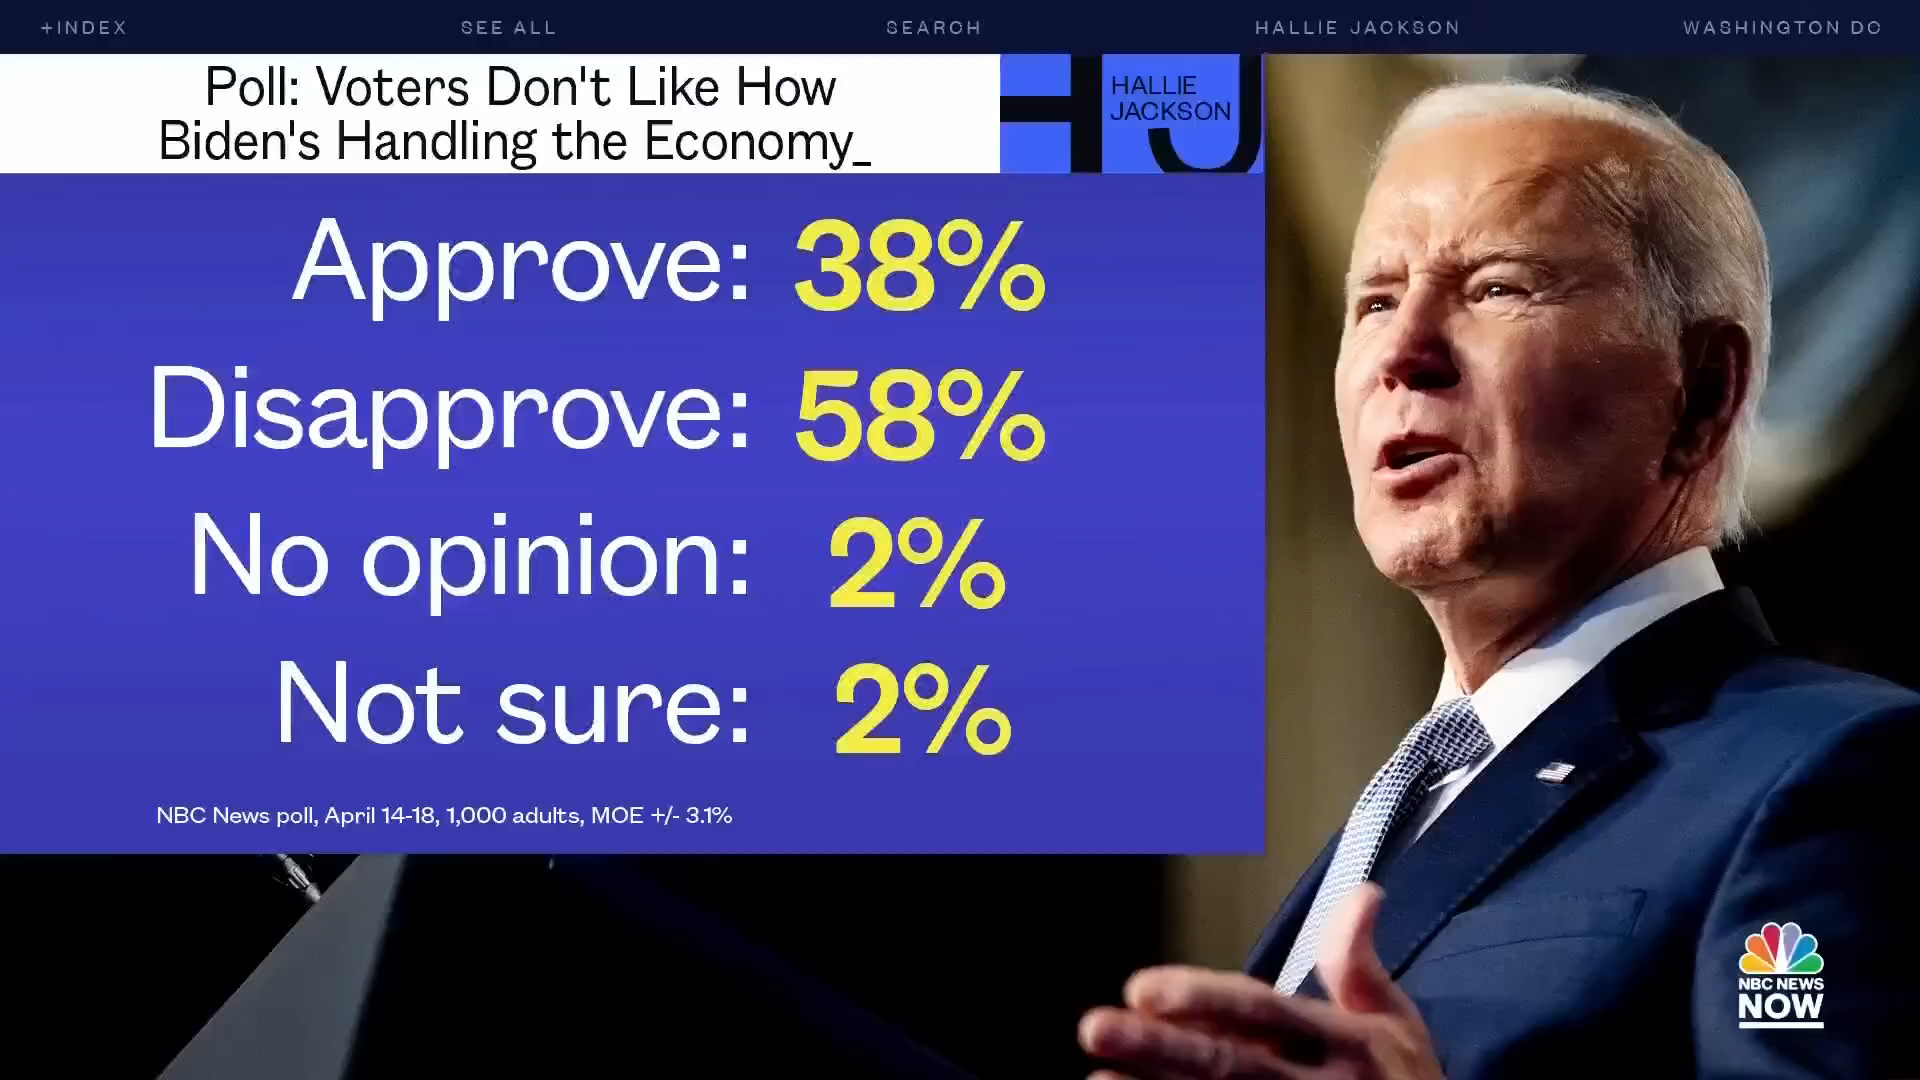 +INDEX
SEE ALL
SEARCH
HALLIE JACKSON
WASHINGTON DC
Poll: Voters Don't Like How
Biden's Handling the Economy_
HJ
HALLIE
JACKSON
Approve: 38%
Disapprove: 58%
No opinion: 2%
Not sure: 2%
NBC News poll, April 14-18, 1,000 adults, MOE +/- 3.1%
NBC NEWS
NOW